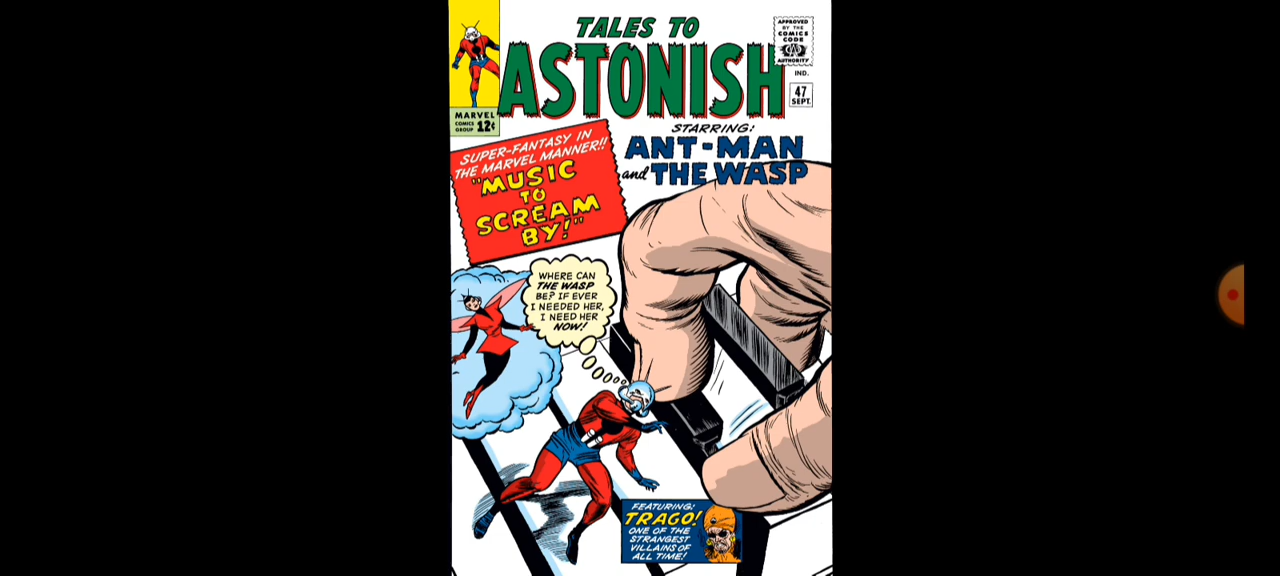 TALES TO
ASTONISH
APPROVED
BY THE
COMICS
CODE
CA
AUTHORITY
IND.
47
SEPT.
MARVEL
COMICS
GROUP 12¢
STARRING:
ANT-MAN
and THE WASP
SUPER-FANTASY IN
THE MARVEL MANNER!!
"MUSIC
TO
SCREAM
BY!"
WHERE CAN
THE WASP
BE? IF EVER
I NEEDED HER,
I NEED HER
NOW!
FEATURING:
TRAGO!
ONE OF THE
STRANGEST
VILLAINS OF
ALL TIME!